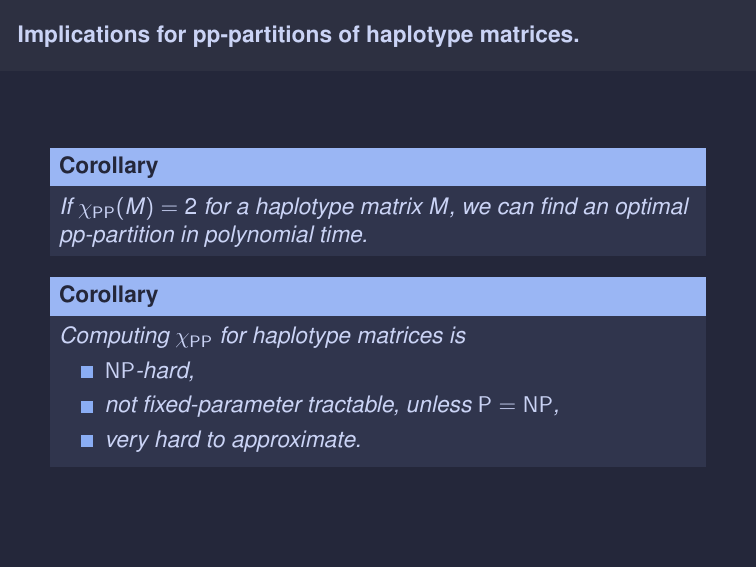 Implications for pp-partitions of haplotype matrices.
Corollary
If χPP(M) = 2 for a haplotype matrix M, we can find an optimal
pp-partition in polynomial time.
Corollary
Computing χPP for haplotype matrices is
NP-hard,
not fixed-parameter tractable, unless P = NP,
very hard to approximate.